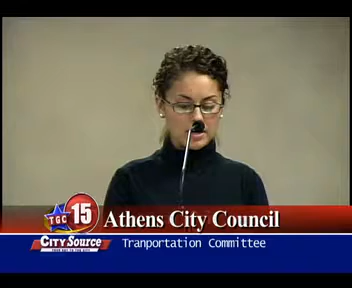 TGC
15
Athens City Council
CITY SOURCE
Tranportation Committee